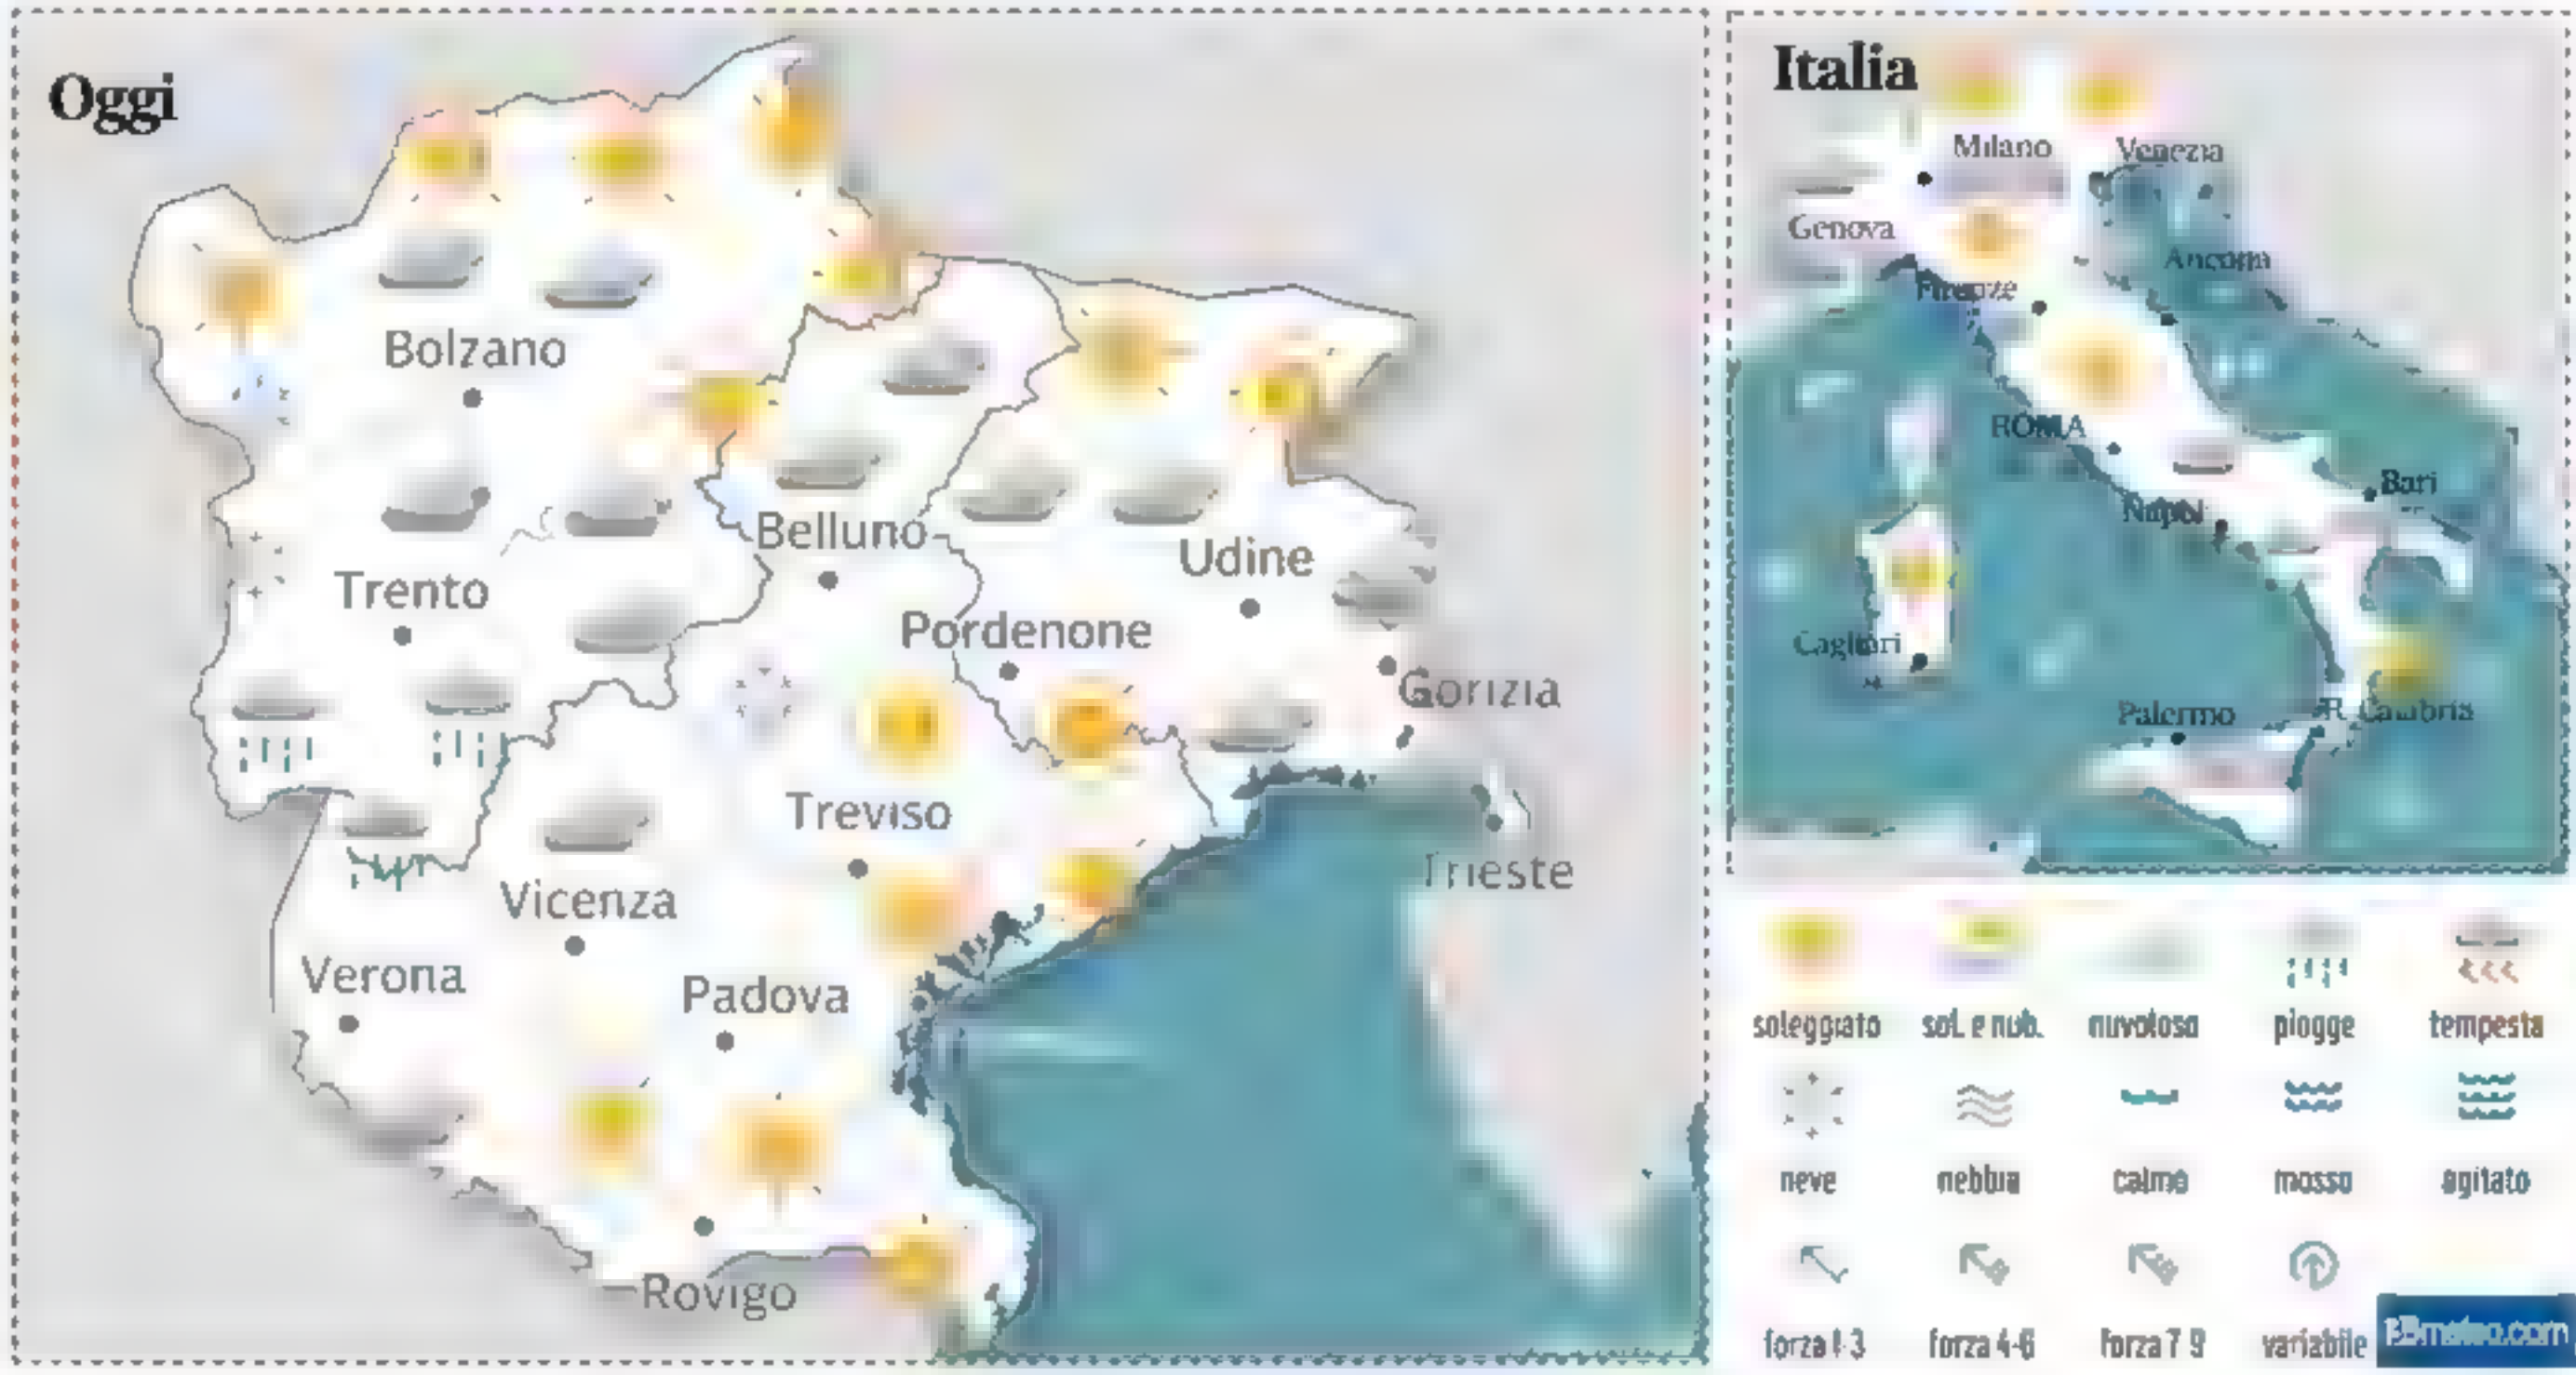 Oggi
Bolzano
Trento
Belluno
Udine
Pordenone
Gorizia
Treviso
Trieste
Vicenza
Verona
Padova
Rovigo
Italia
Milano
Venezia
Genova
Ancona
Firenze
ROMA
Bari
Napoli
Cagliari
Palermo
R. Calabria
soleggiato sol. e nub. nuvoloso piogge tempesta
neve nebbia calmo mosso agitato
forza 1-3 forza 4-6 forza 7-9 variabile
3Bmeteo.com